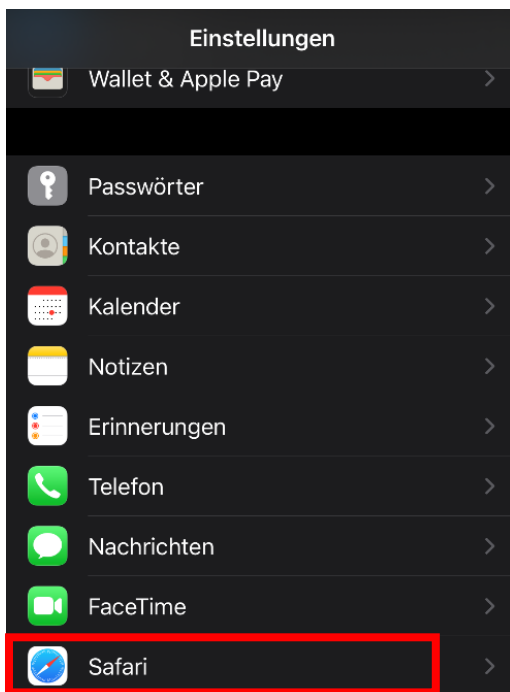 Einstellungen
Wallet & Apple Pay
Passwörter
Kontakte
Kalender
Notizen
Erinnerungen
Telefon
Nachrichten
FaceTime
Safari